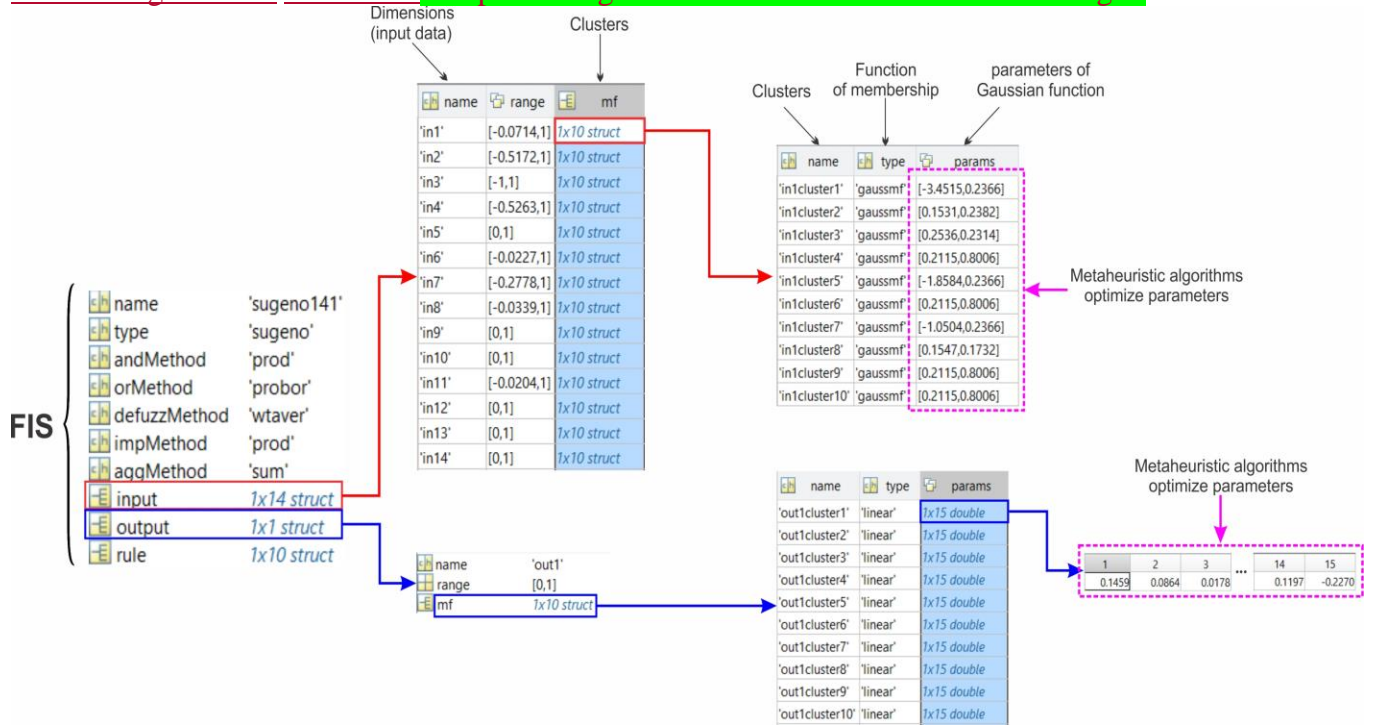 Dimensions
(input data)
Clusters
name range mf
'in1' [-0.0714,1] 1x10 struct
'in2' [-0.5172,1] 1x10 struct
'in3' [-1,1] 1x10 struct
'in4' [-0.5263,1] 1x10 struct
'in5' [0,1] 1x10 struct
'in6' [-0.0227,1] 1x10 struct
'in7' [-0.2778,1] 1x10 struct
'in8' [-0.0339,1] 1x10 struct
'in9' [0,1] 1x10 struct
'in10' [0,1] 1x10 struct
'in11' [-0.0204,1] 1x10 struct
'in12' [0,1] 1x10 struct
'in13' [0,1] 1x10 struct
'in14' [0,1] 1x10 struct
Clusters
Function
of membership
parameters of
Gaussian function
name type params
'in1cluster1' 'gaussmf' [-3.4515,0.2366]
'in1cluster2' 'gaussmf' [0.1531,0.2382]
'in1cluster3' 'gaussmf' [0.2536,0.2314]
'in1cluster4' 'gaussmf' [0.2115,0.8006]
'in1cluster5' 'gaussmf' [-1.8584,0.2366]
'in1cluster6' 'gaussmf' [0.2115,0.8006]
'in1cluster7' 'gaussmf' [-1.0504,0.2366]
'in1cluster8' 'gaussmf' [0.1547,0.1732]
'in1cluster9' 'gaussmf' [0.2115,0.8006]
'in1cluster10' 'gaussmf' [0.2115,0.8006]
Metaheuristic algorithms
optimize parameters
FIS
name 'sugeno141'
type 'sugeno'
andMethod 'prod'
orMethod 'probor'
defuzzMethod 'wtaver'
impMethod 'prod'
aggMethod 'sum'
input 1x14 struct
output 1x1 struct
rule 1x10 struct
name 'out1'
range [0,1]
mf 1x10 struct
name type params
'out1cluster1' 'linear' 1x15 double
'out1cluster2' 'linear' 1x15 double
'out1cluster3' 'linear' 1x15 double
'out1cluster4' 'linear' 1x15 double
'out1cluster5' 'linear' 1x15 double
'out1cluster6' 'linear' 1x15 double
'out1cluster7' 'linear' 1x15 double
'out1cluster8' 'linear' 1x15 double
'out1cluster9' 'linear' 1x15 double
'out1cluster10' 'linear' 1x15 double
Metaheuristic algorithms
optimize parameters
1 2 3 ... 14 15
0.1459 0.0864 0.0178 0.1197 -0.2270